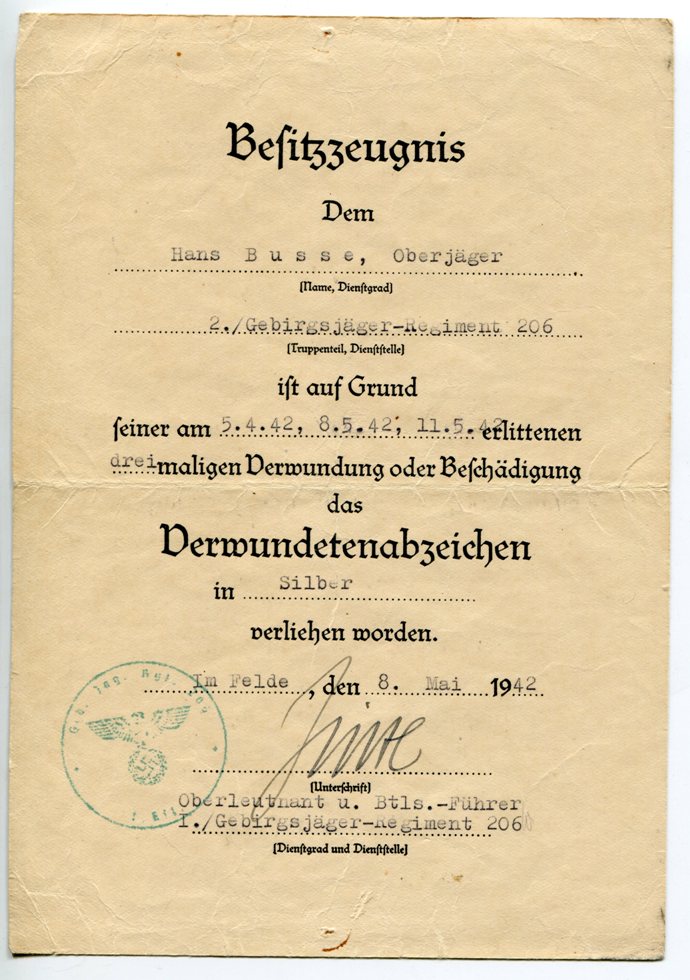 Besitzzeugnis
Dem
Hans Busse, Oberjäger
(Name, Dienstgrad)
2./Gebirgsjäger-Regiment 206
(Truppenteil, Dienststelle)
ist auf Grund
seiner am 5.4.42, 8.5.42, 11.5.42 erlittenen
dreimaligen Verwundung oder Beschädigung
das
Verwundetenabzeichen
in Silber
verliehen worden.
Im Felde, den 8. Mai 1942
(Unterschrift)
Oberleutnant u. Btls.-Führer
I./Gebirgsjäger-Regiment 206
(Dienstgrad und Dienststelle)